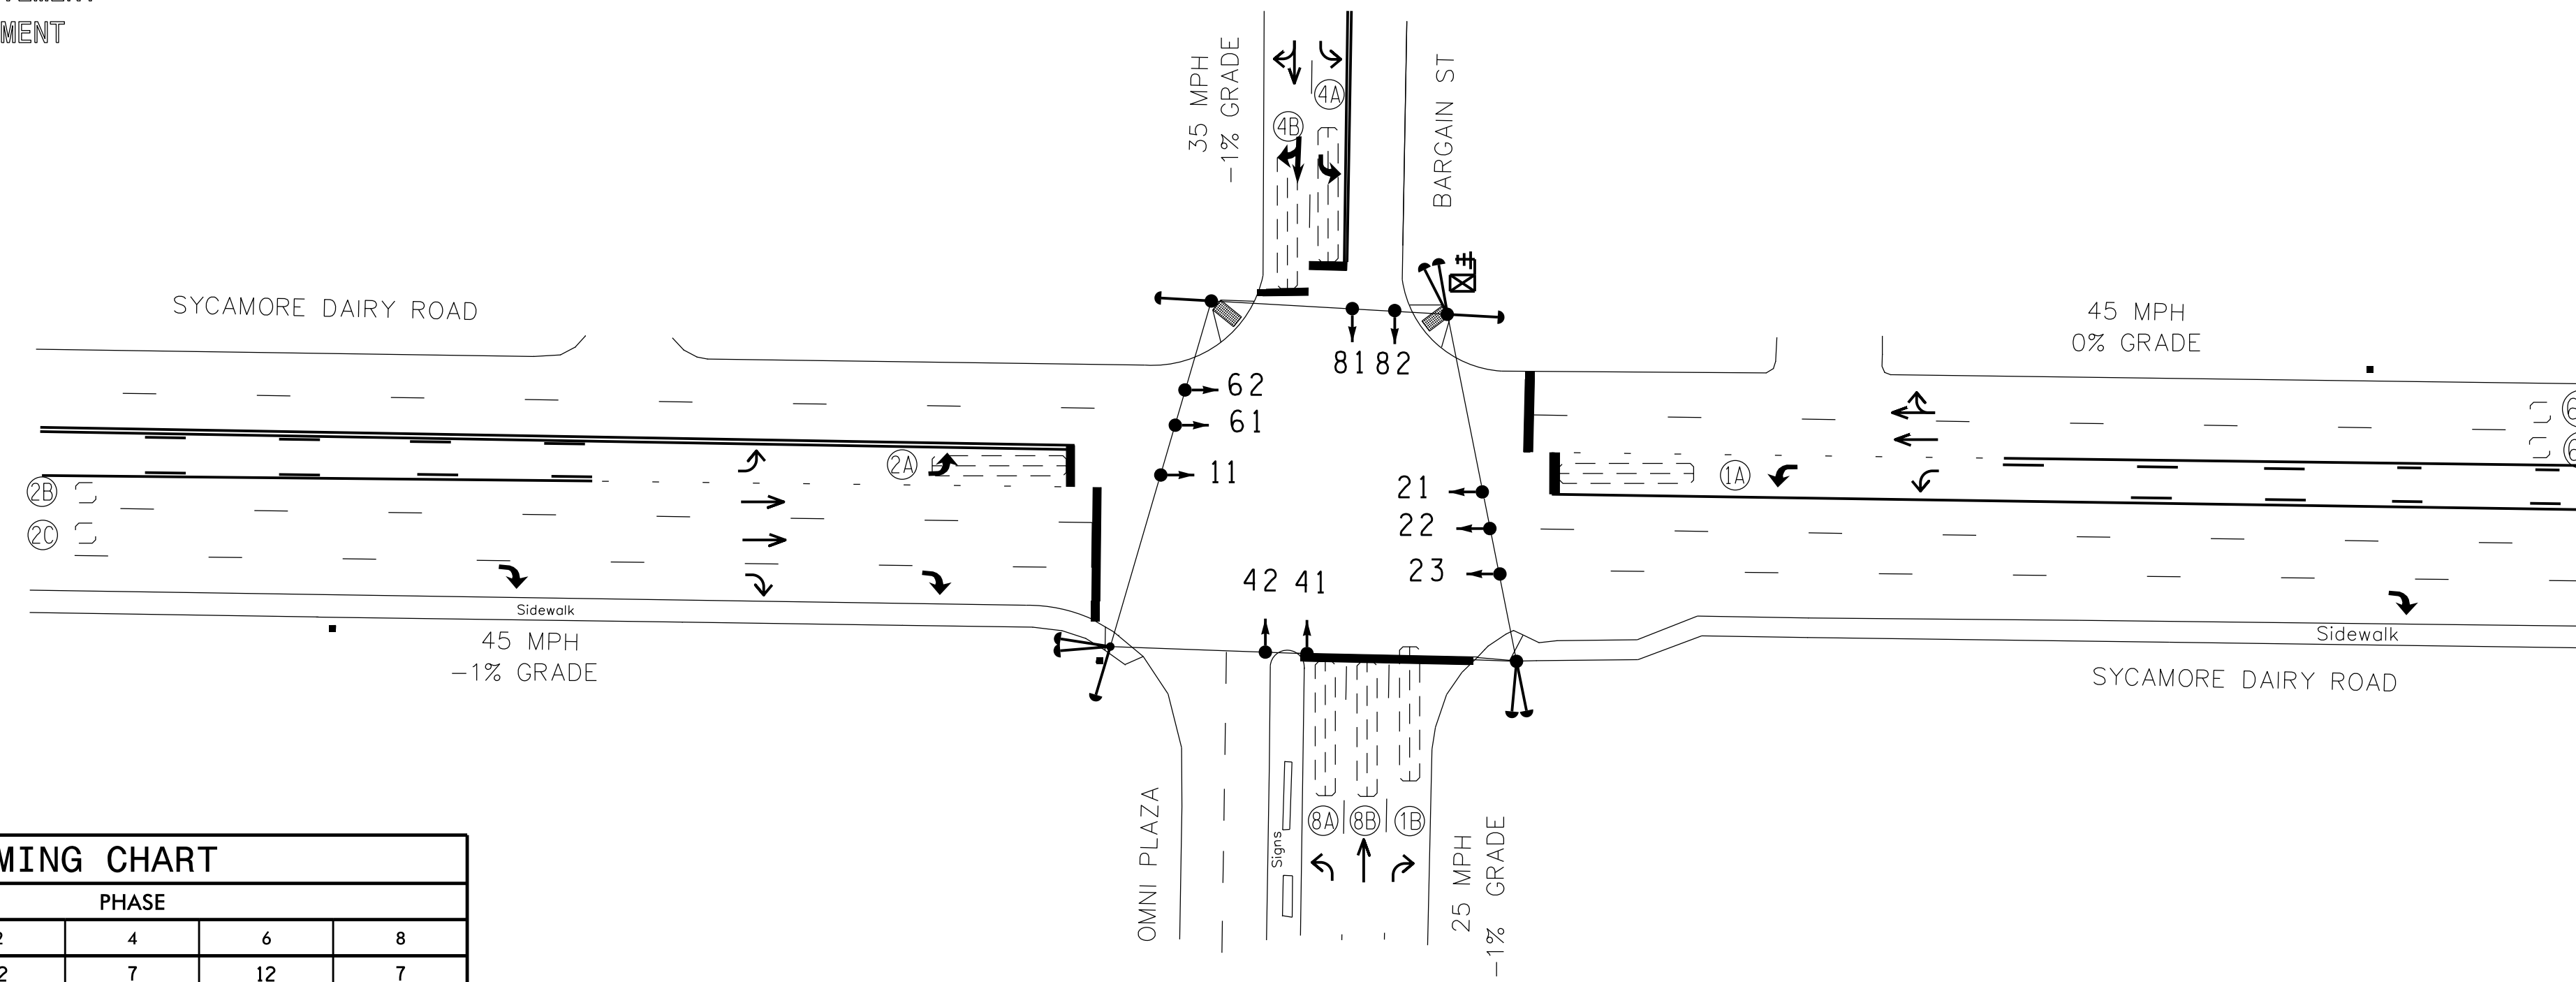 MENT
35 MPH
-1% GRADE
BARGAIN ST
4A
4B
SYCAMORE DAIRY ROAD
45 MPH
0% GRADE
81 82
62
61
11
2A
2B
2C
21
22
23
1A
42 41
Sidewalk
45 MPH
-1% GRADE
Sidewalk
SYCAMORE DAIRY ROAD
OMNI PLAZA
Signs
8A
8B
1B
25 MPH
-1% GRADE
MING CHART
PHASE
2 4 6 8
2 7 12 7